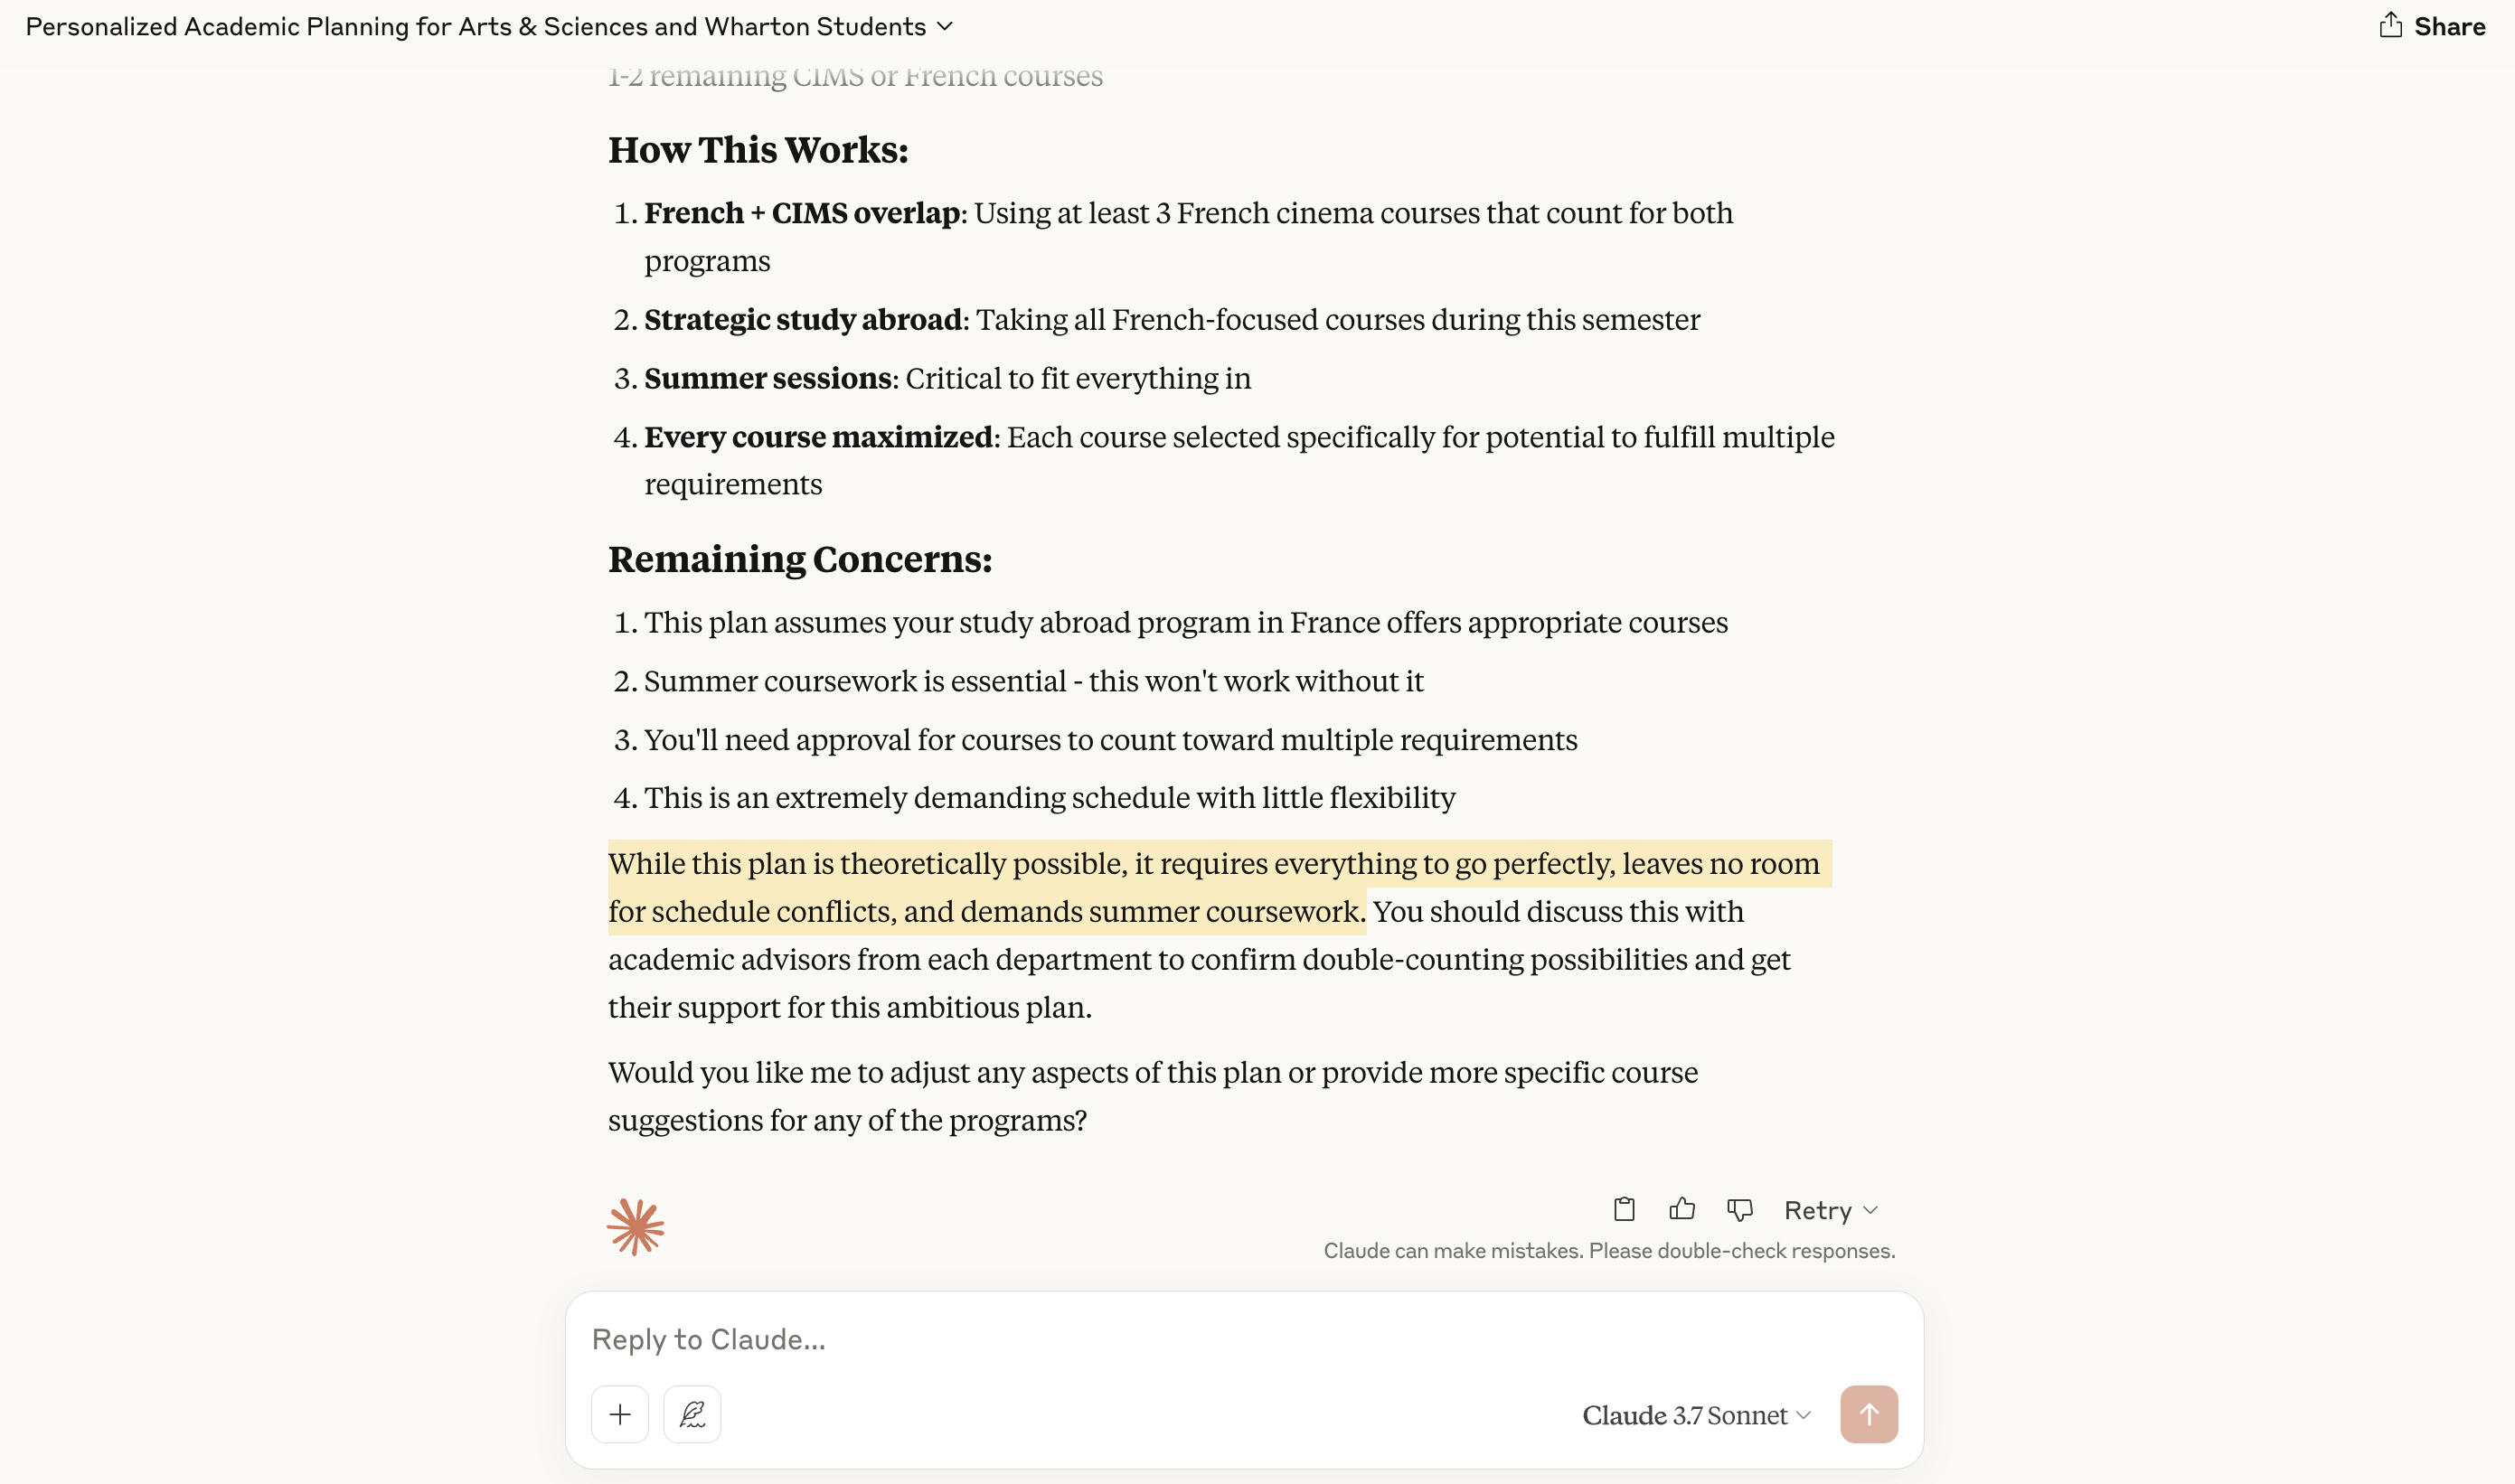 Personalized Academic Planning for Arts & Sciences and Wharton Students
Share
1-2 remaining CIMS or French courses
How This Works:
1. French + CIMS overlap: Using at least 3 French cinema courses that count for both
programs
2. Strategic study abroad: Taking all French-focused courses during this semester
3. Summer sessions: Critical to fit everything in
4. Every course maximized: Each course selected specifically for potential to fulfill multiple
requirements
Remaining Concerns:
1. This plan assumes your study abroad program in France offers appropriate courses
2. Summer coursework is essential - this won't work without it
3. You'll need approval for courses to count toward multiple requirements
4. This is an extremely demanding schedule with little flexibility
While this plan is theoretically possible, it requires everything to go perfectly, leaves no room
for schedule conflicts, and demands summer coursework. You should discuss this with
academic advisors from each department to confirm double-counting possibilities and get
their support for this ambitious plan.
Would you like me to adjust any aspects of this plan or provide more specific course
suggestions for any of the programs?
Retry
Claude can make mistakes. Please double-check responses.
Reply to Claude...
Claude 3.7 Sonnet